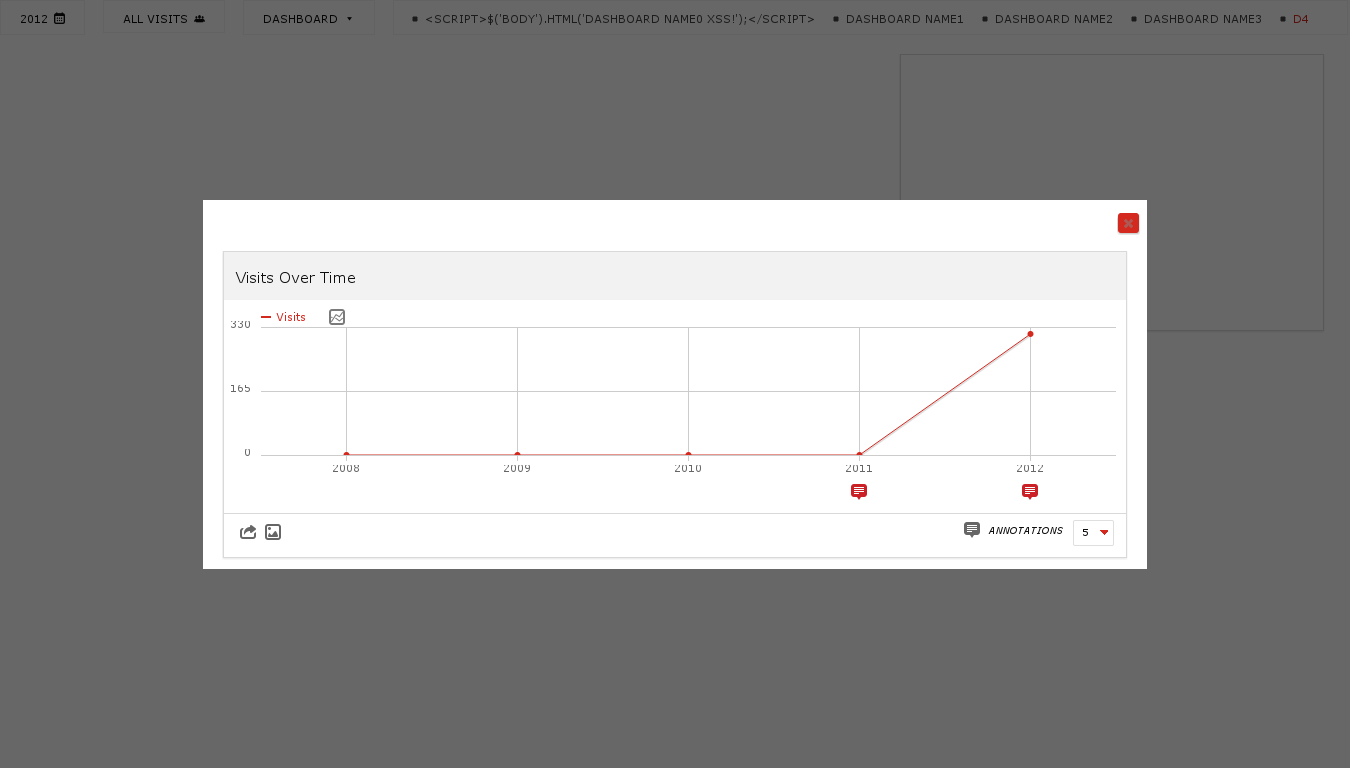 2012 ALL VISITS DASHBOARD <SCRIPT>$('BODY').HTML('DASHBOARD NAME0 XSS!');</SCRIPT> DASHBOARD NAME1 DASHBOARD NAME2 DASHBOARD NAME3 D4
Visits Over Time
Visits
330
165
0
2008 2009 2010 2011 2012
ANNOTATIONS 5